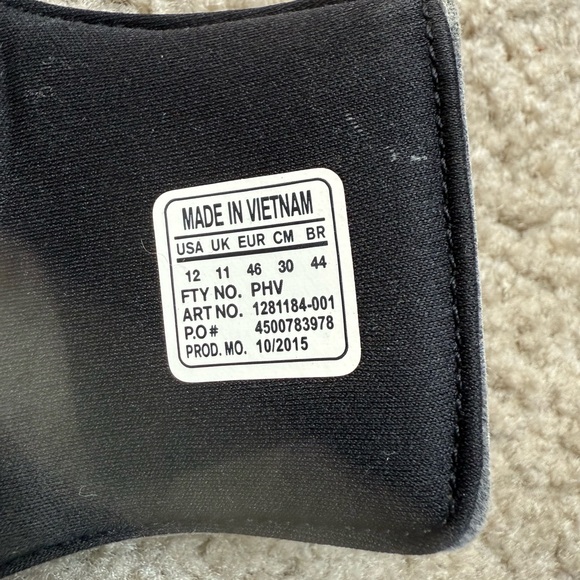 MADE IN VIETNAM
USA UK EUR CM BR
12 11 46 30 44
FTY NO. PHV
ART NO. 1281184-001
P.O# 4500783978
PROD. MO. 10/2015